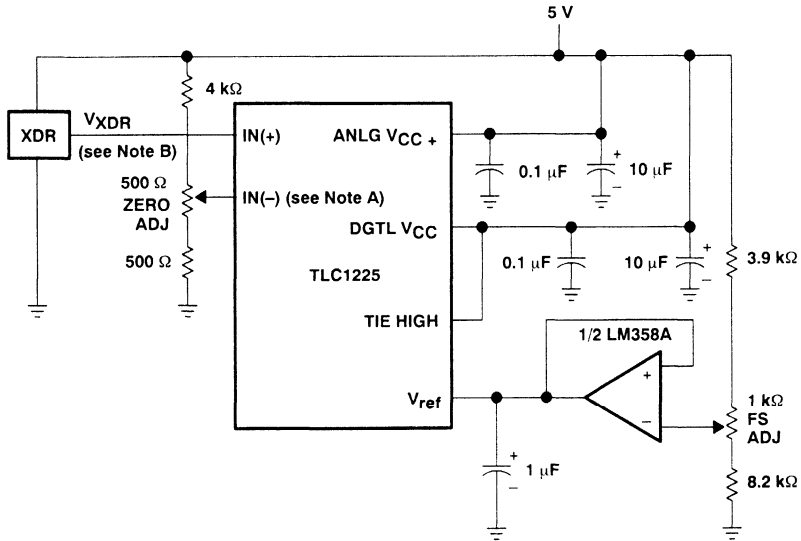 5 V
4 kΩ
XDR
VXDR
(see Note B)
IN(+)
ANLG VCC +
0.1 μF
+
10 μF
–
500 Ω
ZERO
ADJ
IN(–) (see Note A)
DGTL VCC
500 Ω
TLC1225
0.1 μF
10 μF
+
–
3.9 kΩ
TIE HIGH
1/2 LM358A
+
–
Vref
1 kΩ
FS
ADJ
+
1 μF
–
8.2 kΩ